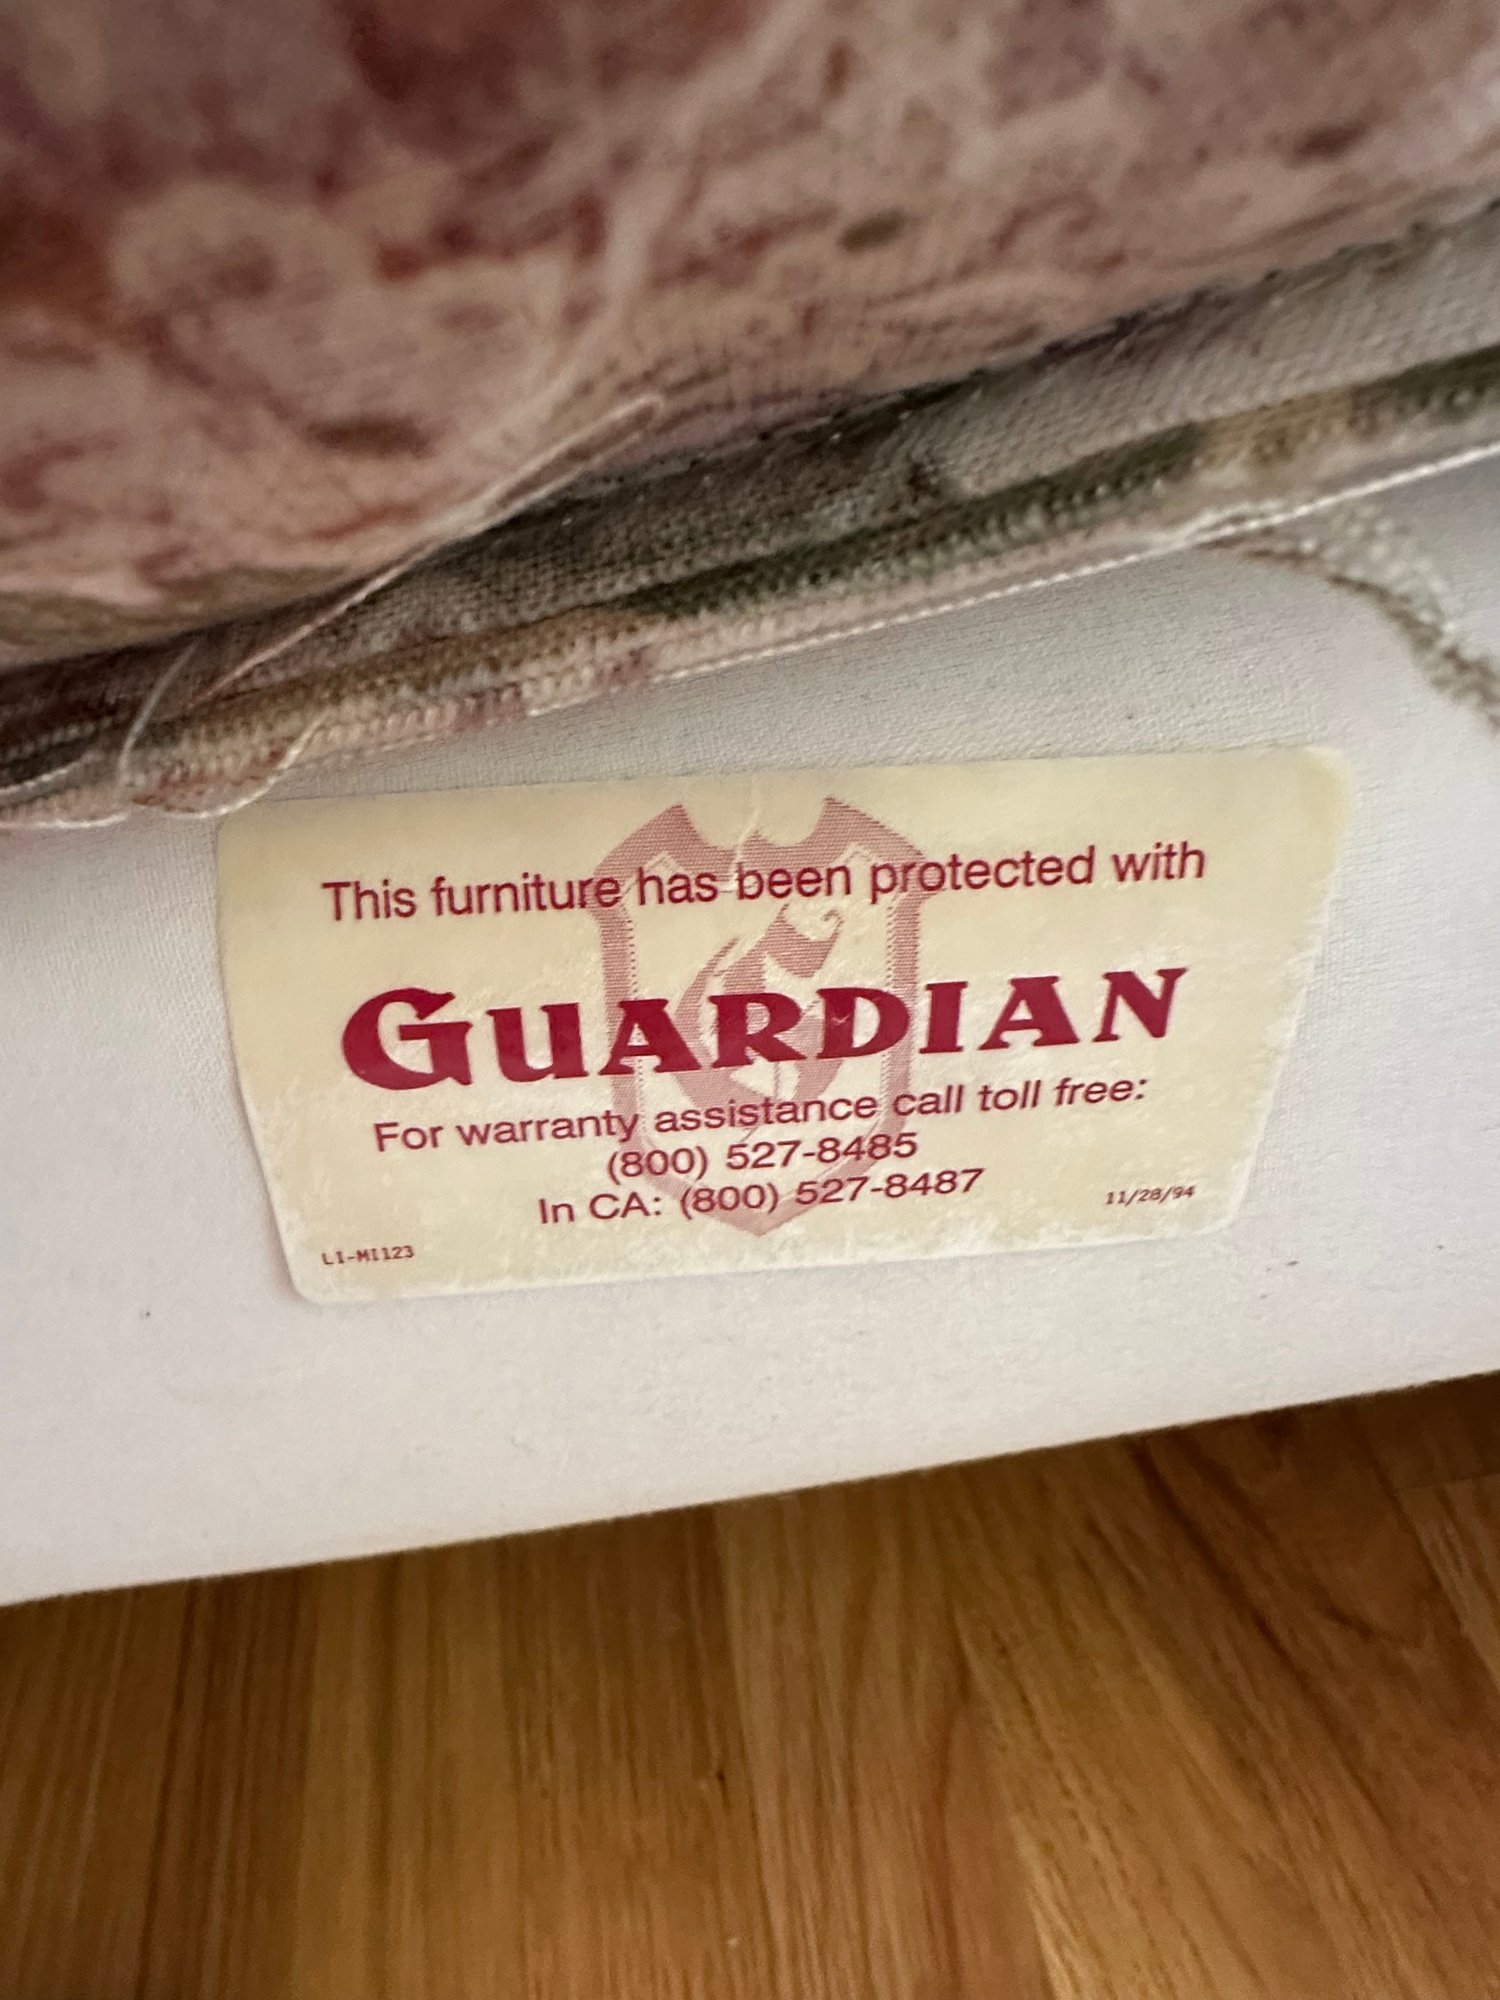 This furniture has been protected with
GUARDIAN
For warranty assistance call toll free:
(800) 527-8485
In CA: (800) 527-8487
11/28/94
LI-MI123